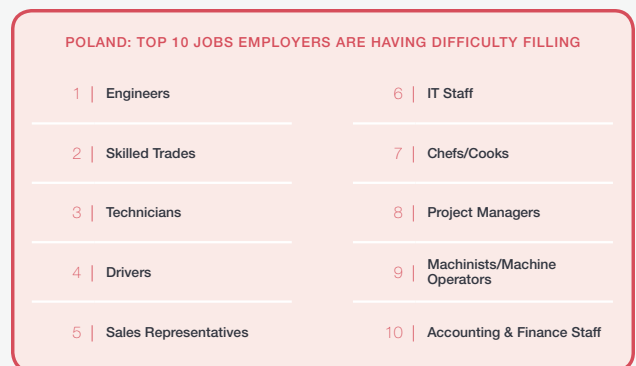 POLAND: TOP 10 JOBS EMPLOYERS ARE HAVING DIFFICULTY FILLING
1 | Engineers
2 | Skilled Trades
3 | Technicians
4 | Drivers
5 | Sales Representatives
6 | IT Staff
7 | Chefs/Cooks
8 | Project Managers
9 | Machinists/Machine
Operators
10 | Accounting & Finance Staff